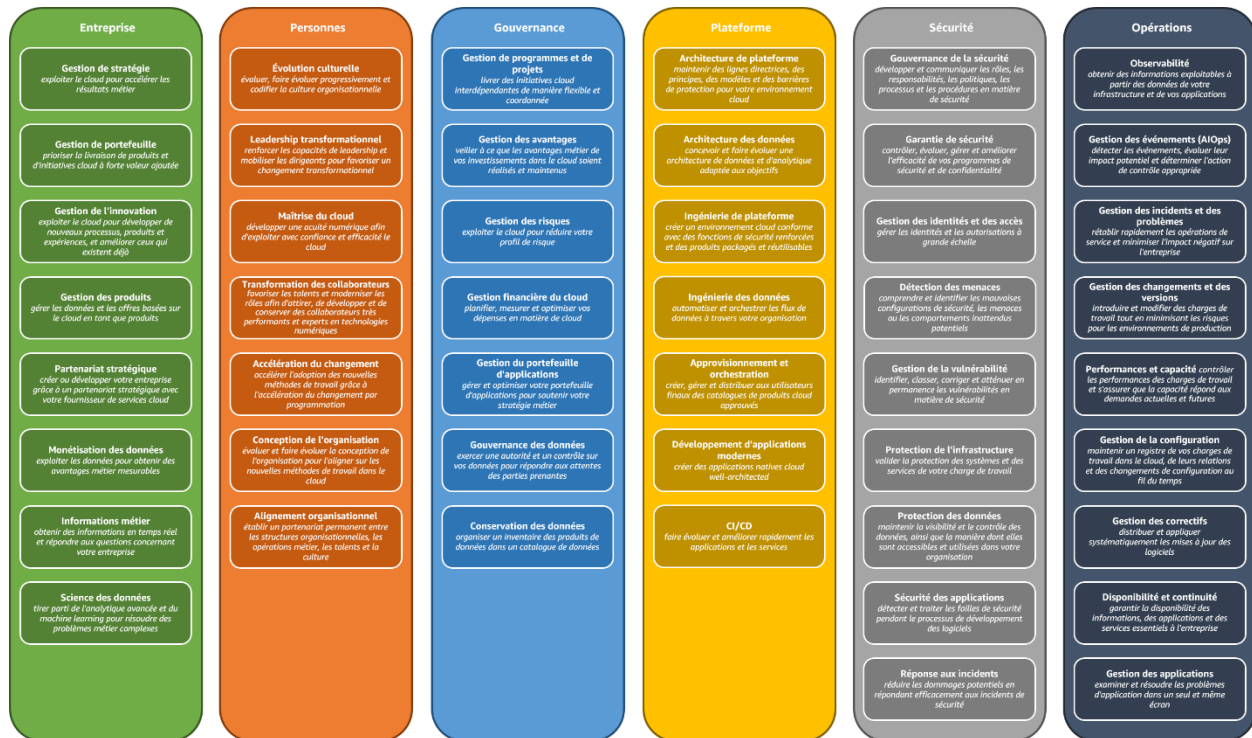 Entreprise
Gestion de stratégie
exploiter le cloud pour accélérer les
résultats métier
Gestion de portefeuille
prioriser la livraison de produits et
d'initiatives cloud à forte valeur ajoutée
Gestion de l'innovation
exploiter le cloud pour développer de
nouveaux processus, produits et
expériences, et améliorer ceux qui
existent déjà
Gestion des produits
gérer les données et les offres basées sur
le cloud en tant que produits
Partenariat stratégique
créer ou développer votre entreprise
grâce à un partenariat stratégique avec
votre fournisseur de services cloud
Monétisation des données
exploiter les données pour obtenir des
avantages métier mesurables
Informations métier
obtenir des informations en temps réel
et répondre aux questions concernant
votre entreprise
Science des données
tirer parti de l'analytique avancée et du
machine learning pour résoudre des
problèmes métier complexes
Personnes
Évolution culturelle
évaluer, faire évoluer progressivement et
codifier la culture organisationnelle
Leadership transformationnel
renforcer les capacités de leadership et
mobiliser les dirigeants pour favoriser un
changement transformationnel
Maîtrise du cloud
développer une acuité numérique afin
d'exploiter avec confiance et efficacité le
cloud
Transformation des collaborateurs
favoriser les talents et moderniser les
rôles afin d'attirer, de développer et de
conserver des collaborateurs très
performants et experts en technologies
numériques
Accélération du changement
accélérer l'adoption des nouvelles
méthodes de travail grâce à
l'accélération du changement par
programmation
Conception de l'organisation
évaluer et faire évoluer la conception de
l'organisation pour l'aligner sur les
nouvelles méthodes de travail dans le
cloud
Alignement organisationnel
établir un partenariat permanent entre
les structures organisationnelles, les
opérations métier, les talents et la
culture
Gouvernance
Gestion de programmes et de
projets
livrer des initiatives cloud
interdépendantes de manière flexible et
coordonnée
Gestion des avantages
veiller à ce que les avantages métier
de vos investissements dans le cloud soient
réalisés et maintenus
Gestion des risques
exploiter le cloud pour réduire votre
profil de risque
Gestion financière du cloud
planifier, mesurer et optimiser vos
dépenses en matière de cloud
Gestion du portefeuille
d'applications
gérer et optimiser votre portefeuille
d'applications pour soutenir votre
stratégie métier
Gouvernance des données
exercer une autorité et un contrôle sur
vos données pour répondre aux attentes
des parties prenantes
Conservation des données
organiser un inventaire des produits de
données dans un catalogue de données
Plateforme
Architecture de plateforme
maintenir des lignes directrices, des
principes, des modèles et des barrières
de protection pour votre environnement
cloud
Architecture des données
concevoir et faire évoluer une
architecture de données et d'analytique
adaptée aux objectifs
Ingénierie de plateforme
créer un environnement cloud conforme
avec des fonctions de sécurité renforcées
et des produits packagés et réutilisables
Ingénierie des données
automatiser et orchestrer les flux de
données à travers votre organisation
Approvisionnement et
orchestration
créer, gérer et distribuer aux utilisateurs
finaux des catalogues de produits cloud
approuvés
Développement d'applications
modernes
créer des applications natives cloud
well-architected
CI/CD
faire évoluer et améliorer rapidement les
applications et les services
Sécurité
Gouvernance de la sécurité
développer et communiquer les rôles, les
responsabilités, les politiques, les
processus et les procédures en matière
de sécurité
Garantie de sécurité
contrôler, évaluer, gérer et améliorer
l'efficacité de vos programmes de
sécurité et de confidentialité
Gestion des identités et des accès
gérer les identités et les autorisations à
grande échelle
Détection des menaces
comprendre et identifier les mauvaises
configurations de sécurité, les menaces
ou les comportements inattendus
potentiels
Gestion de la vulnérabilité
identifier, classer, corriger et atténuer en
permanence les vulnérabilités en
matière de sécurité
Protection de l'infrastructure
valider la protection des systèmes et des
services de votre charge de travail
Protection des données
maintenir la visibilité et le contrôle des
données, ainsi que la manière dont elles
sont accessibles et utilisées dans votre
organisation
Sécurité des applications
détecter et traiter les failles de sécurité
pendant le processus de développement
des logiciels
Réponse aux incidents
réduire les dommages potentiels en
répondant efficacement aux incidents de
sécurité
Opérations
Observabilité
obtenir des informations exploitables à
partir des données de votre
infrastructure et de vos applications
Gestion des événements (AIOps)
détecter les événements, évaluer leur
impact potentiel et déterminer l'action
de contrôle appropriée
Gestion des incidents et des
problèmes
rétablir rapidement les opérations de
service et minimiser l'impact négatif sur
l'entreprise
Gestion des changements et des
versions
introduire et modifier des charges de
travail tout en minimisant les risques
pour les environnements de production
Performances et capacité contrôler
les performances des charges de travail
et s'assurer que la capacité répond aux
demandes actuelles et futures
Gestion de la configuration
maintenir un registre de vos charges de
travail dans le cloud, de leurs relations
et des changements de configuration au
fil du temps
Gestion des correctifs
distribuer et appliquer
systématiquement les mises à jour des
logiciels
Disponibilité et continuité
garantir la disponibilité des
informations, des applications et des
services essentiels à l'entreprise
Gestion des applications
examiner et résoudre les problèmes
d'application dans un seul et même
écran